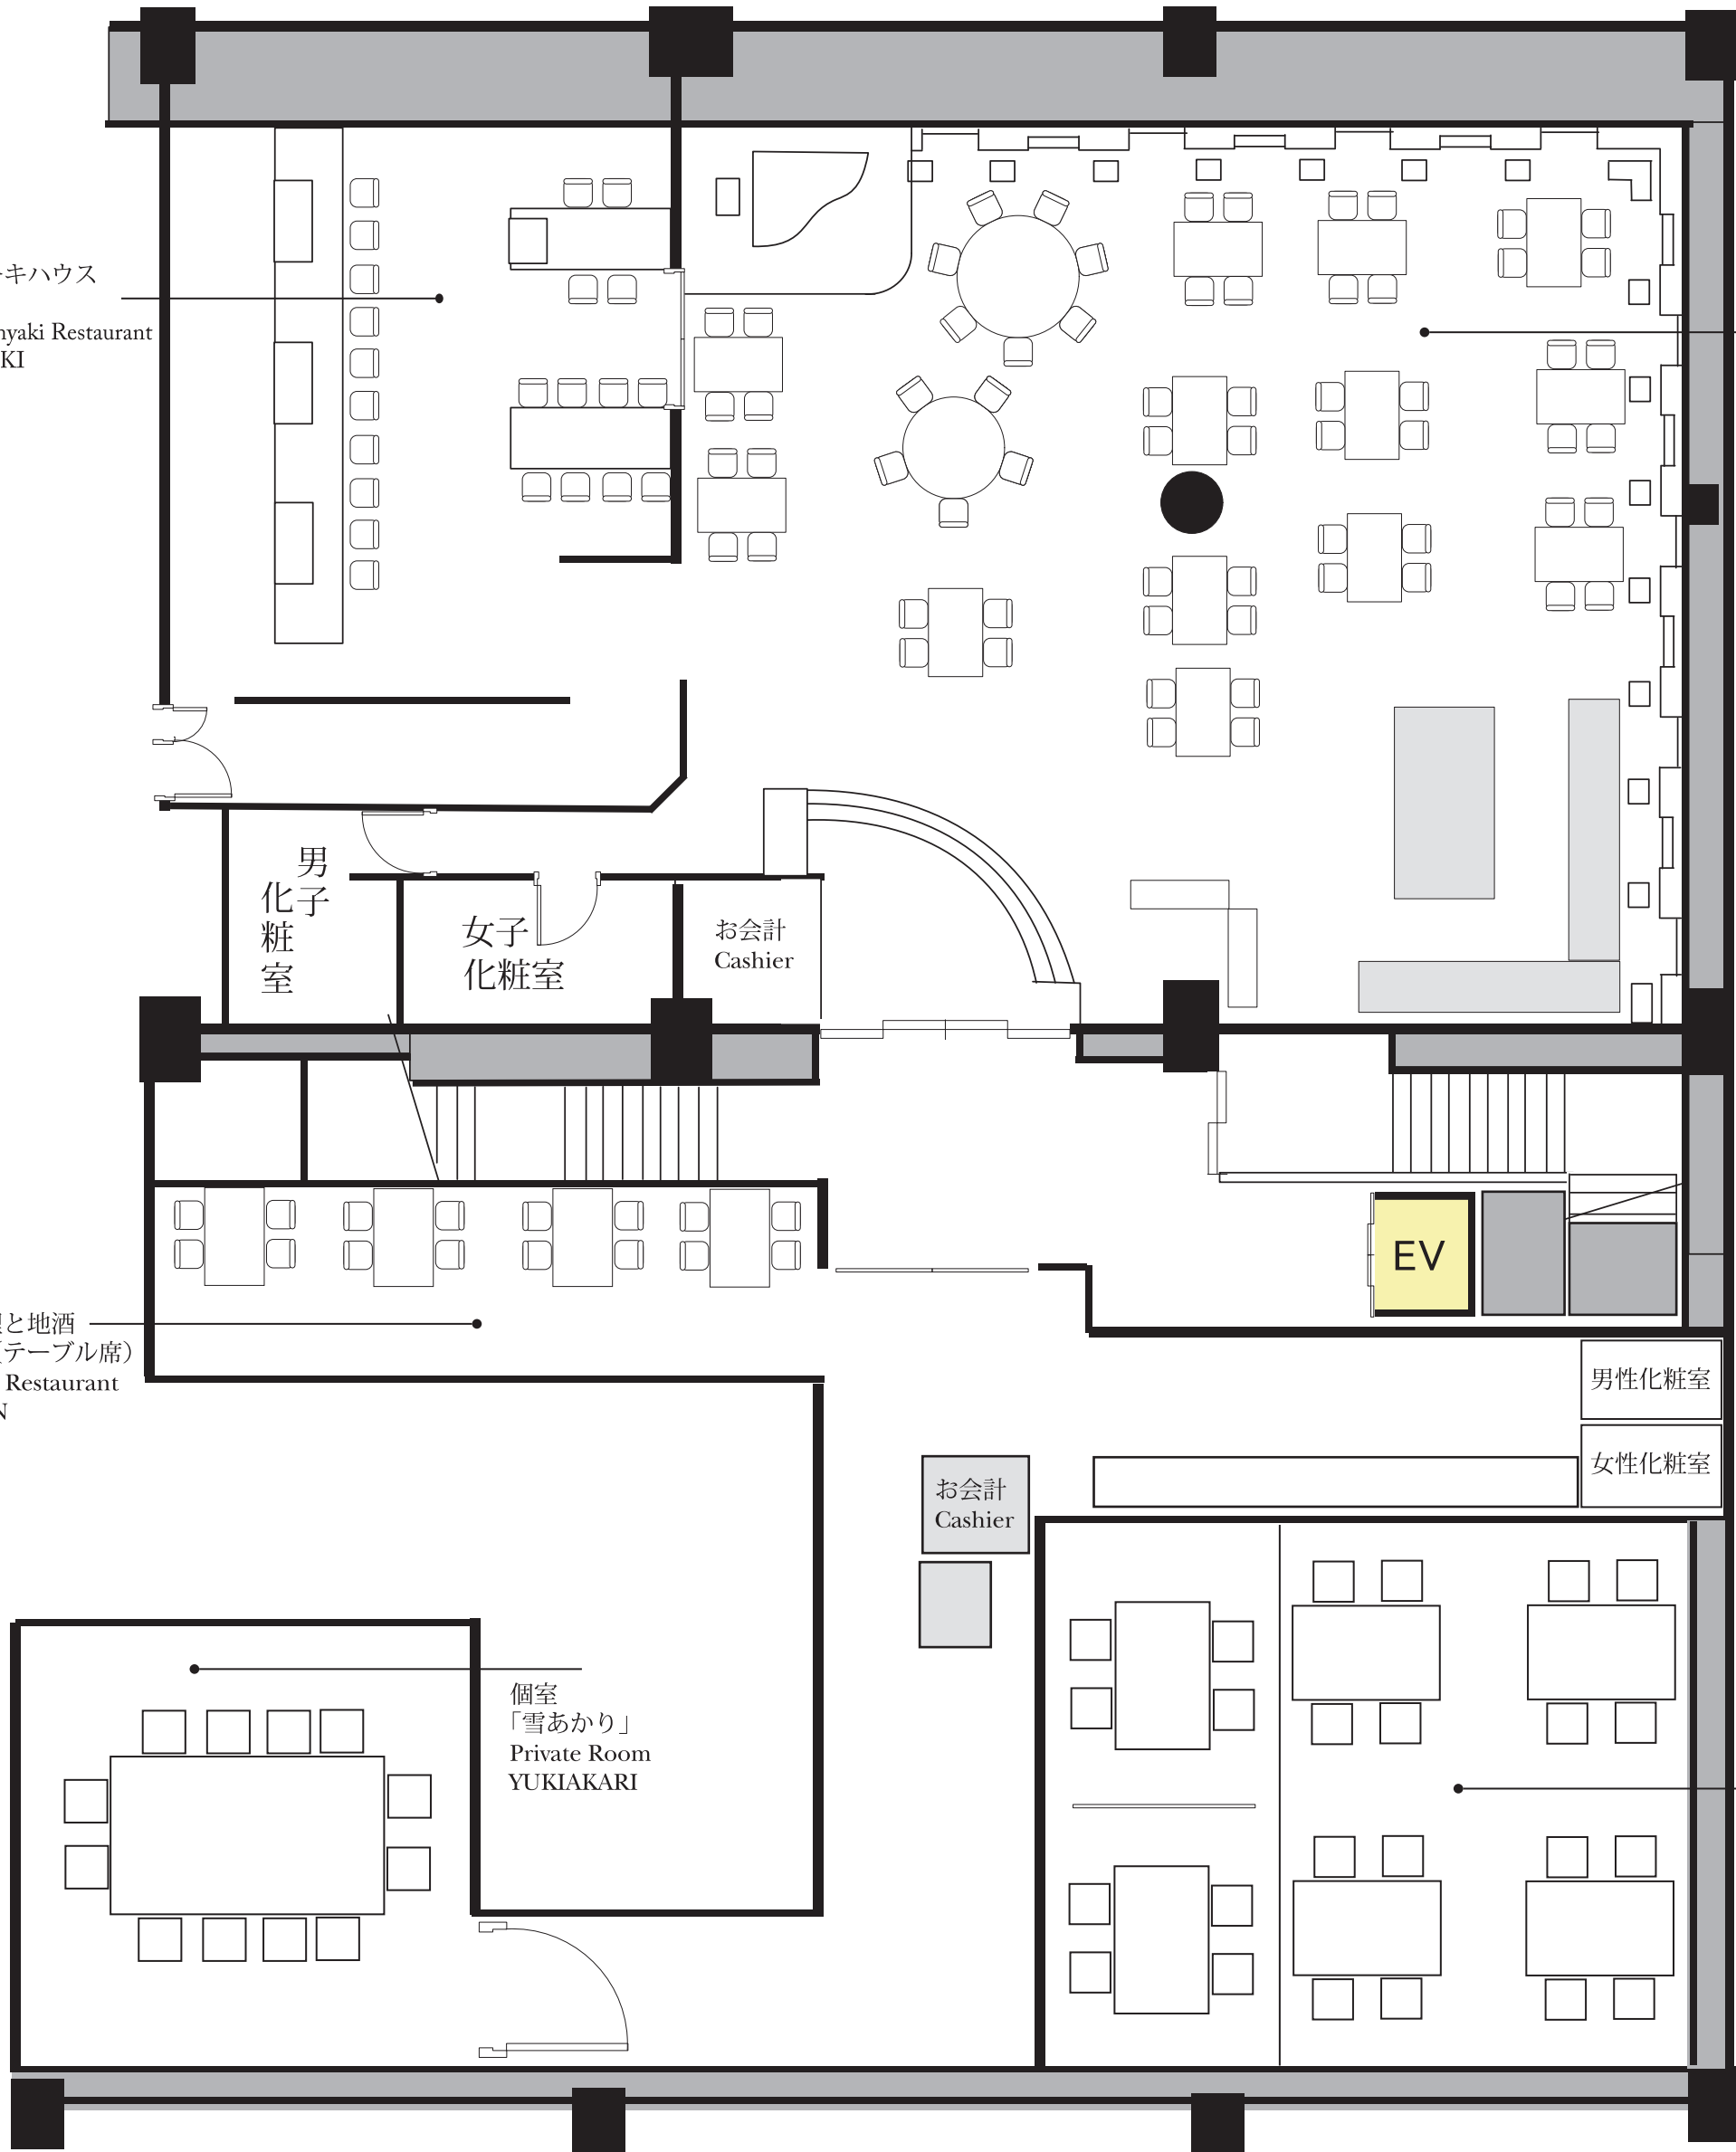 キハウス
Restaurant
KI
男子
化粧室
女子
化粧室
お会計
Cashier
EV
と地酒
(テーブル席)
Restaurant
N
男性化粧室
女性化粧室
お会計
Cashier
個室
「雪あかり」
Private Room
YUKIAKARI